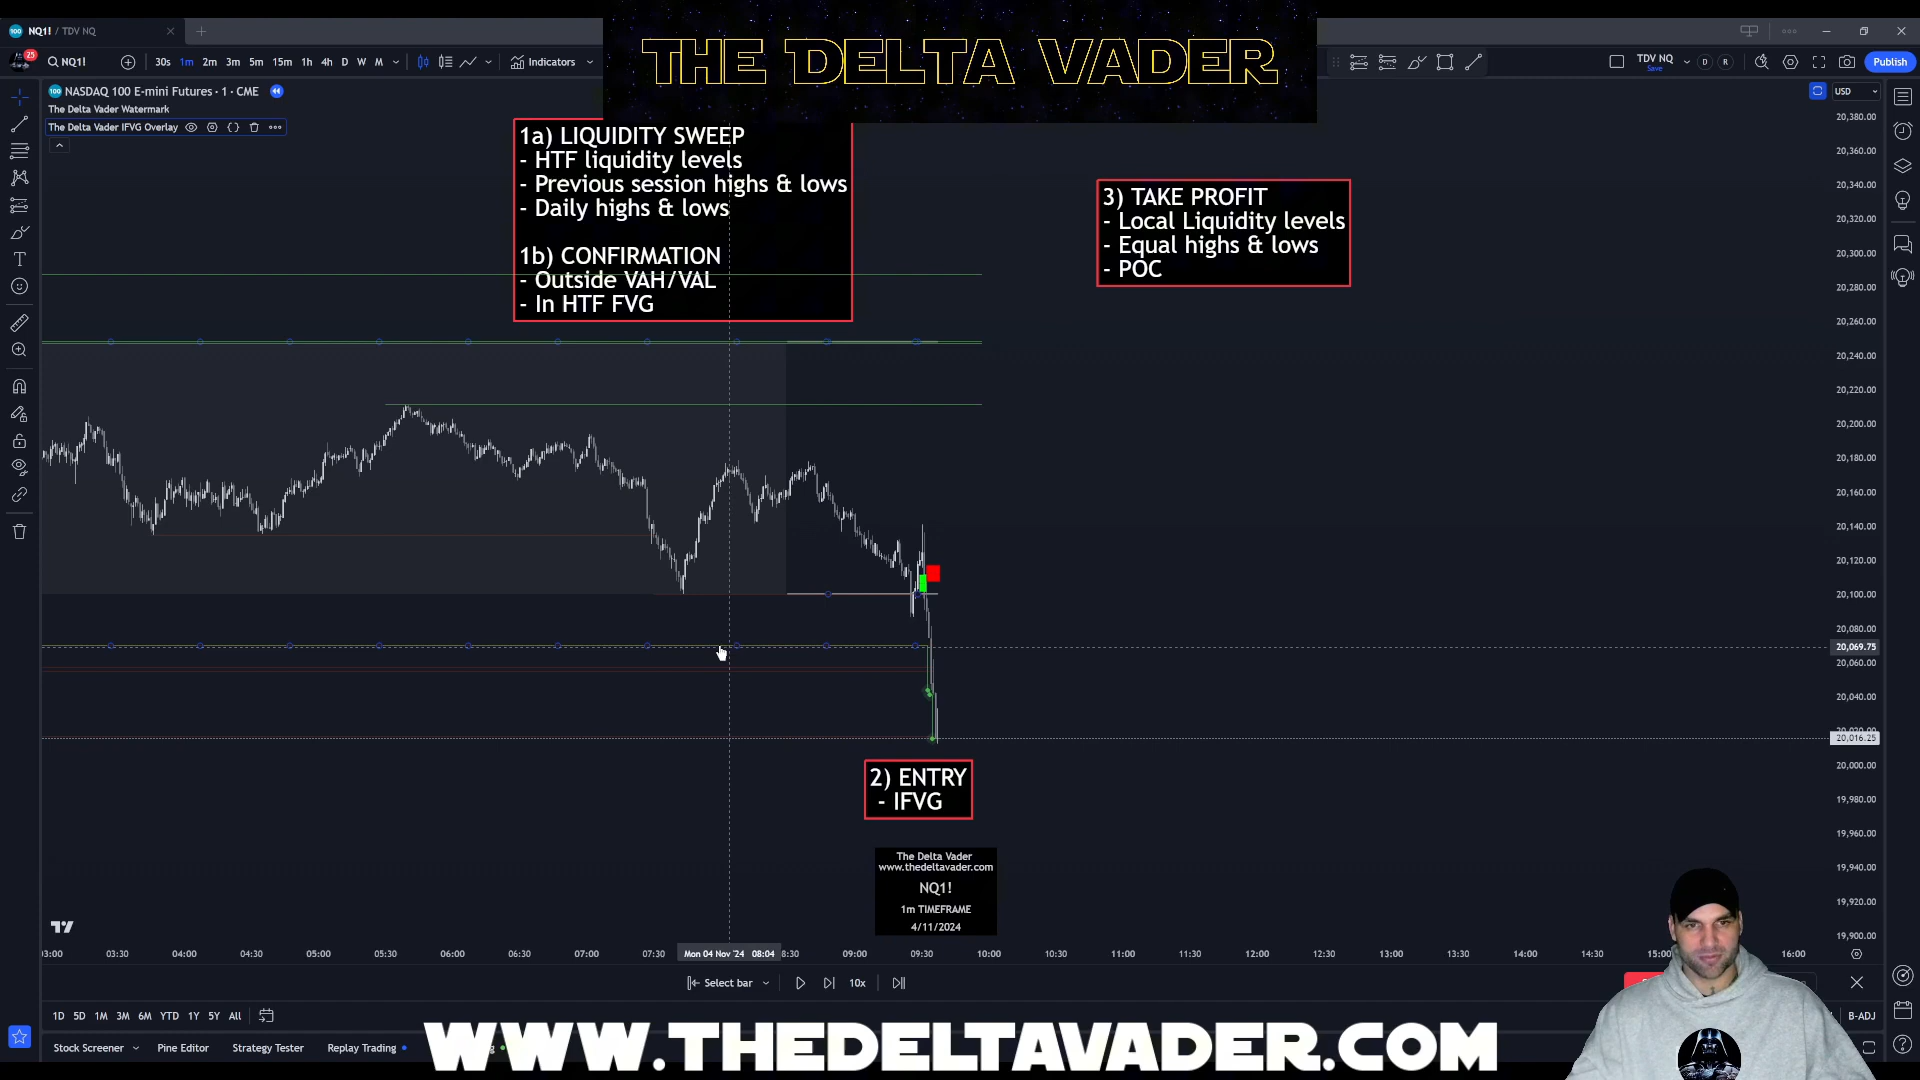 NQ1! / TDV NQ
THE DELTA VADER
25
NQ1!
30s 1m 2m 3m 5m 15m 1h 4h D W M
Indicators
TDV NQ
Save
D R
Publish
NASDAQ 100 E-mini Futures · 1 · CME
The Delta Vader Watermark
The Delta Vader IFVG Overlay
USD
1a) LIQUIDITY SWEEP
- HTF liquidity levels
- Previous session highs & lows
- Daily highs & lows
1b) CONFIRMATION
- Outside VAH/VAL
- In HTF FVG
3) TAKE PROFIT
- Local Liquidity levels
- Equal highs & lows
- POC
20,380.00
20,360.00
20,340.00
20,320.00
20,300.00
20,280.00
20,260.00
20,240.00
20,220.00
20,200.00
20,180.00
20,160.00
20,140.00
20,120.00
20,100.00
20,080.00
20,069.75
20,060.00
20,040.00
20,016.25
20,000.00
19,980.00
19,960.00
19,940.00
19,920.00
19,900.00
2) ENTRY
- IFVG
The Delta Vader
www.thedeltavader.com
NQ1!
1m TIMEFRAME
4/11/2024
03:30 04:00 04:30 05:00 05:30 06:00 06:30 07:00 07:30 Mon 04 Nov '24 08:04 8:30 09:00 09:30 10:00 10:30 11:00 11:30 12:00 12:30 13:00 13:30 14:00 14:30 15:00 16:00
Select bar
10x
1D 5D 1M 3M 6M YTD 1Y 5Y All
B-ADJ
Stock Screener
Pine Editor
Strategy Tester
Replay Trading
WWW.THEDELTAVADER.COM